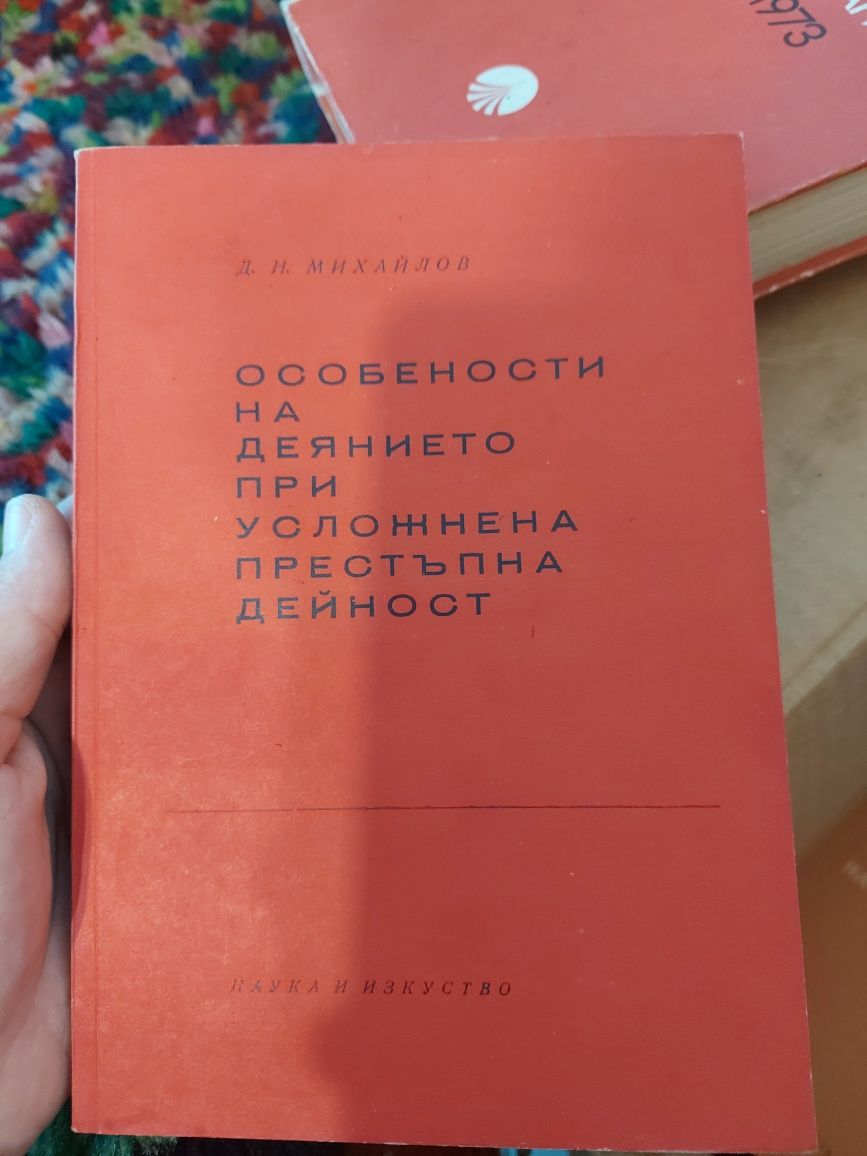 1973
Д. Н. МИХАЙЛОВ
ОСОБЕНОСТИ
НА
ДЕЯНИЕТО
ПРИ
УСЛОЖНЕНА
ПРЕСТЪПНА
ДЕЙНОСТ
НАУКА И ИЗКУСТВО